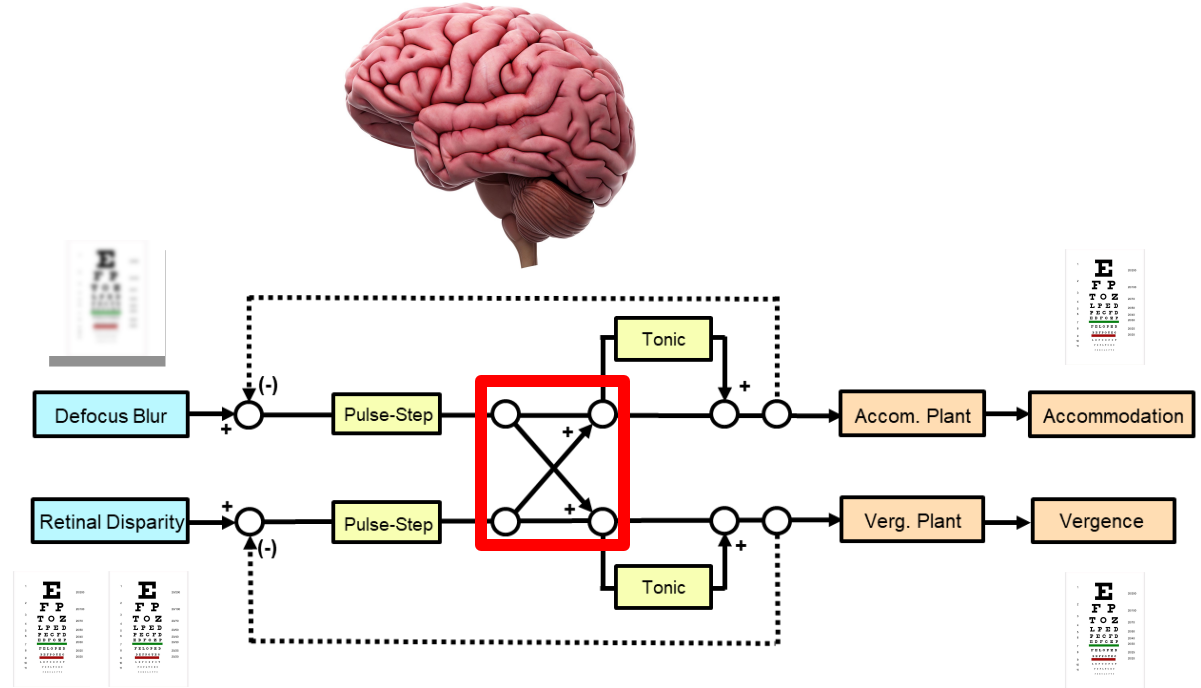 E
F P
T O Z
L P E D
P E C F D
E D F C Z P
Tonic
(-)
+
+
Defocus Blur
Pulse-Step
Accom. Plant
Accommodation
+
+
+
Retinal Disparity
Pulse-Step
Verg. Plant
Vergence
(-)
+
Tonic
E
F P
T O Z
L P E D
P E C F D
E
F P
T O Z
L P E D
P E C F D
E
F P
T O Z
L P E D
P E C F D